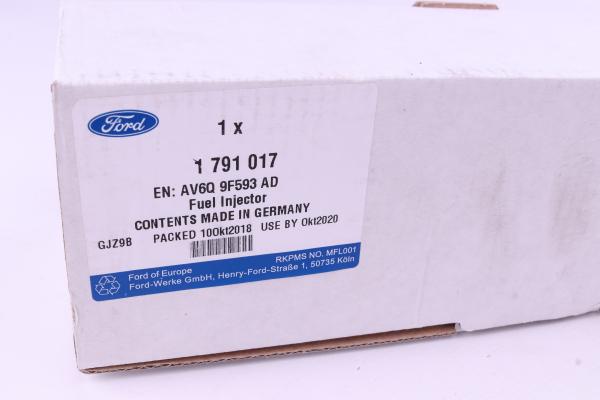 Ford
1 x
1 791 017
EN: AV6Q 9F593 AD
Fuel Injector
CONTENTS MADE IN GERMANY
GJZ9B PACKED 10Okt2018 USE BY Okt2020
RKPMS NO. MFL001
Ford of Europe
Ford-Werke GmbH, Henry-Ford-Straße 1, 50735 Köln